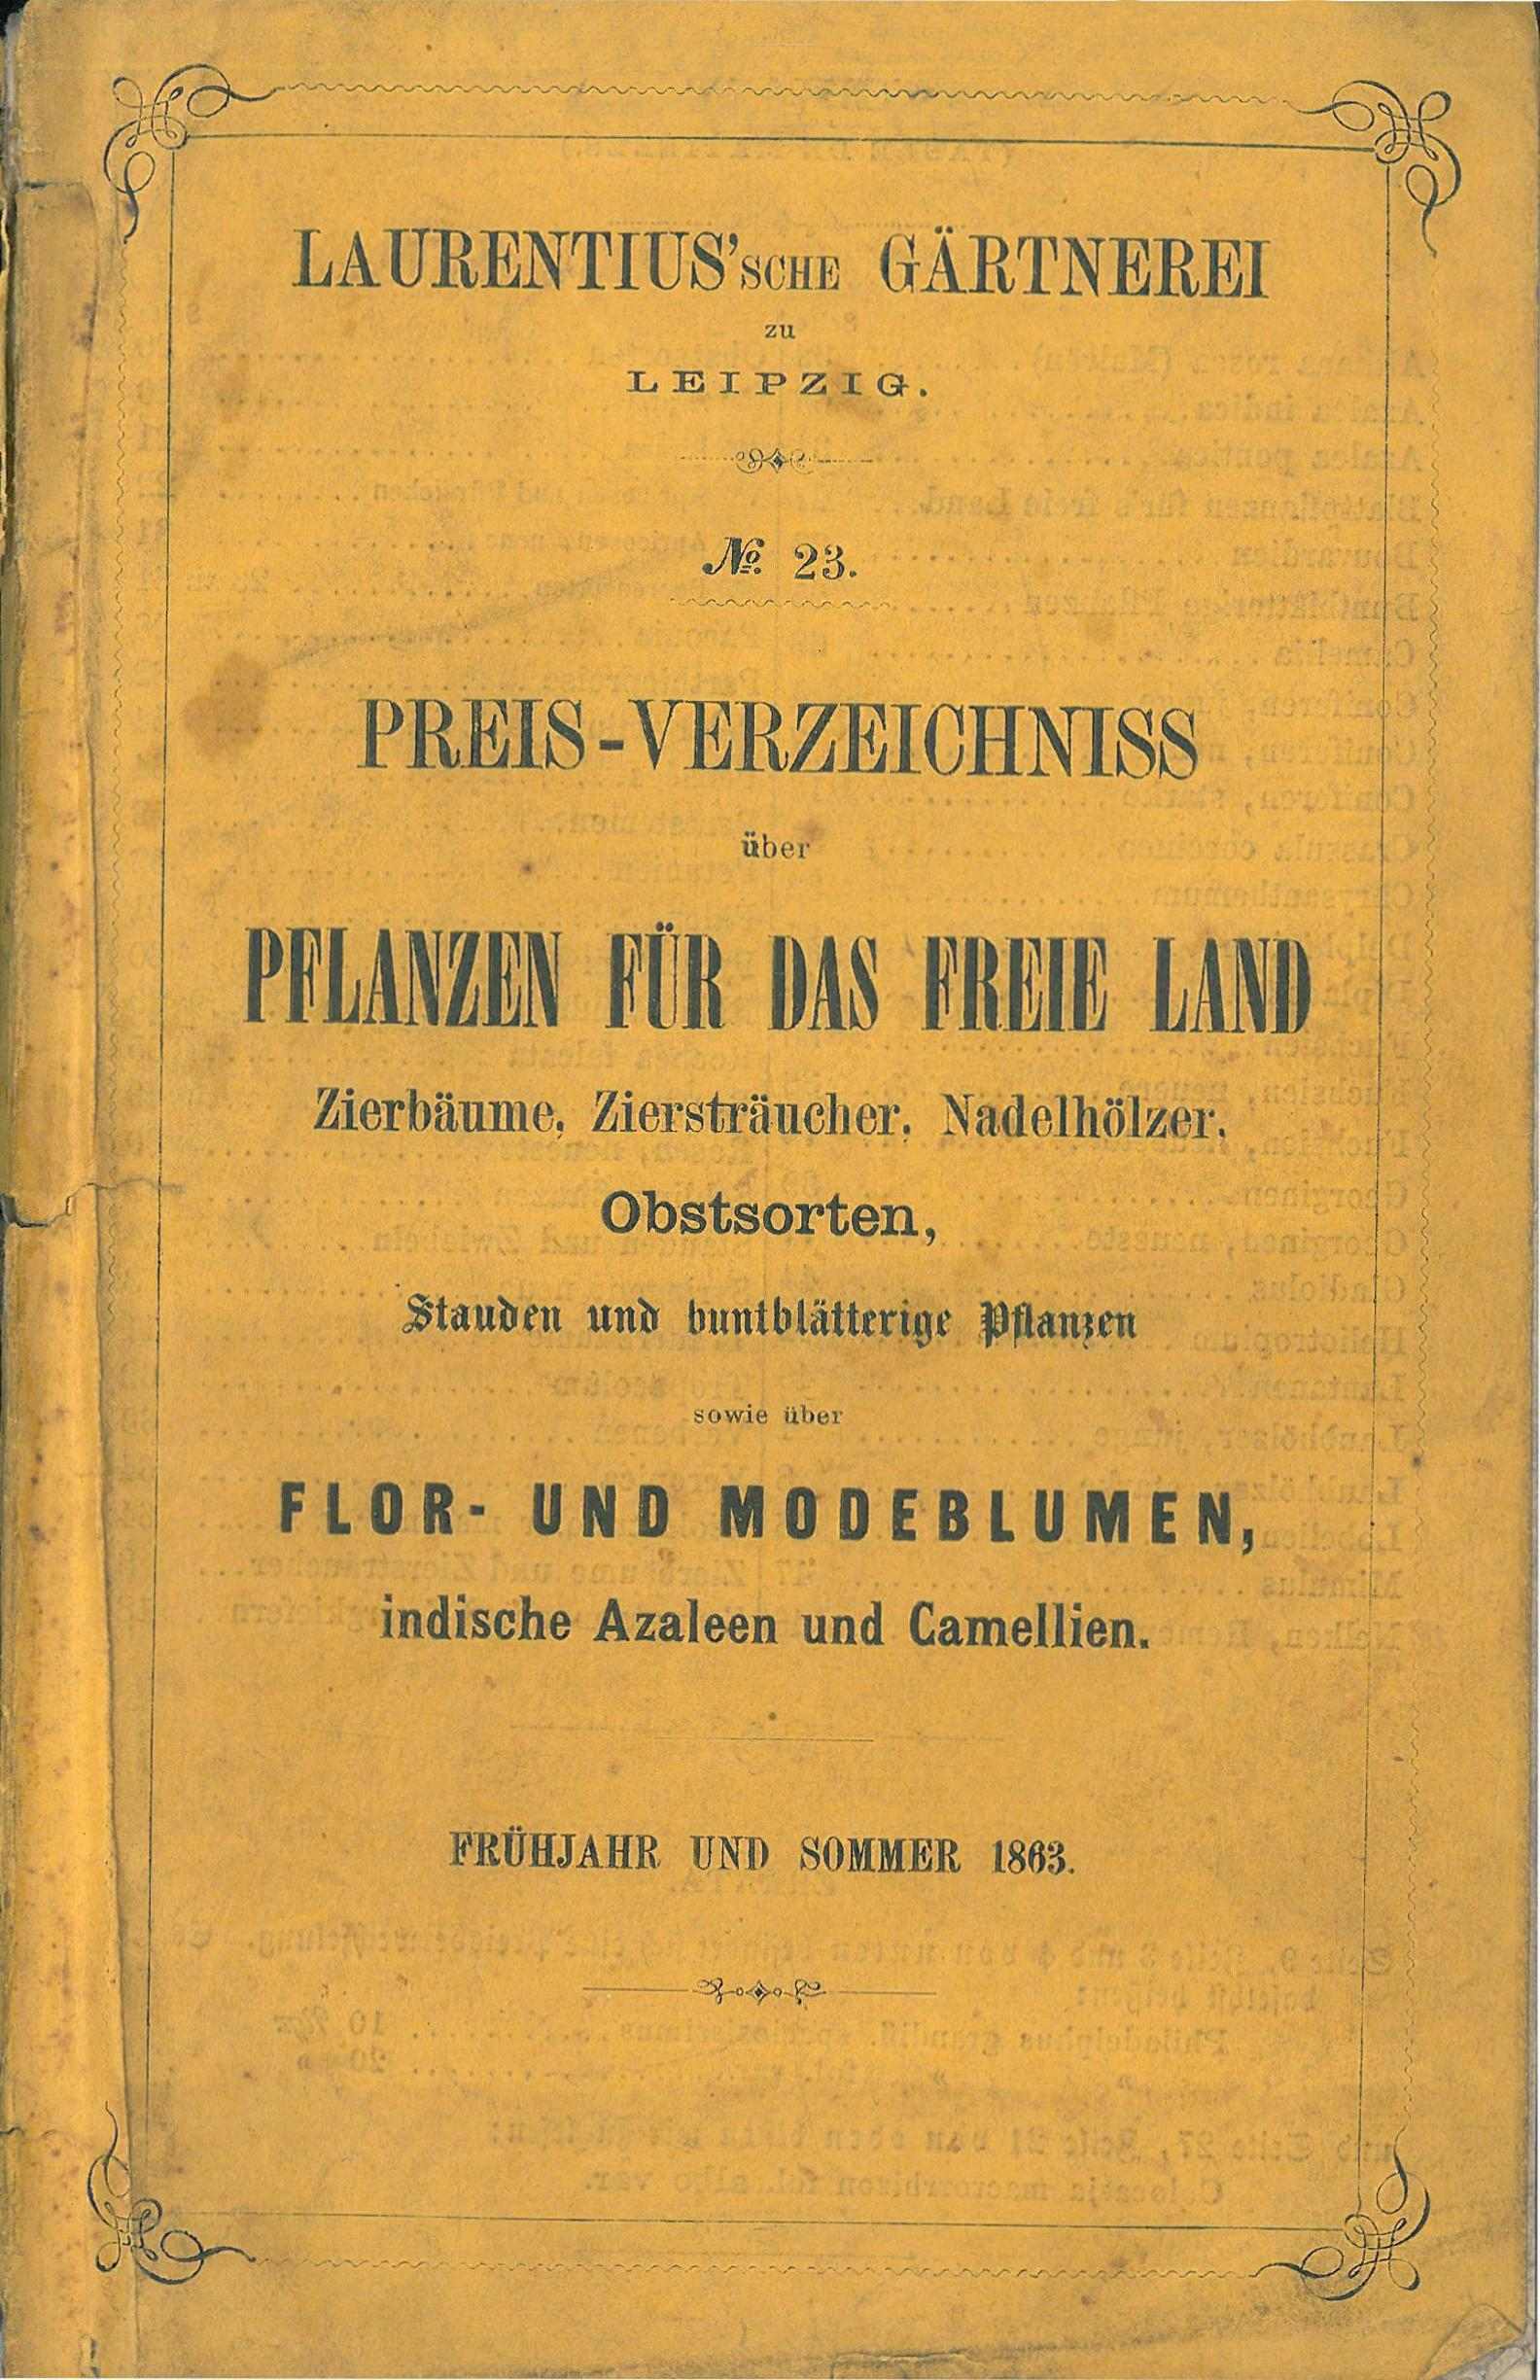 LAURENTIUS'SCHE GÄRTNEREI
zu
LEIPZIG.
No. 23.
PREIS-VERZEICHNISS
über
PFLANZEN FÜR DAS FREIE LAND
Zierbäume, Ziersträucher, Nadelhölzer,
Obstsorten,
Stauden und buntblätterige Pflanzen
sowie über
FLOR- UND MODEBLUMEN,
indische Azaleen und Camellien.
FRÜHJAHR UND SOMMER 1863.